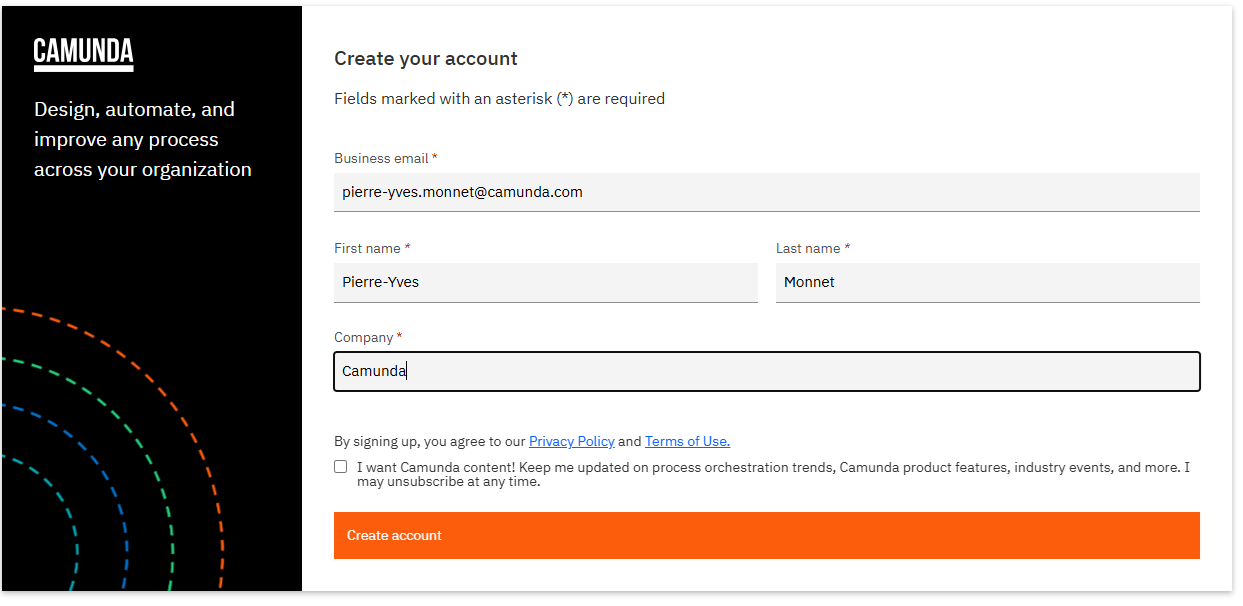 CAMUNDA
Design, automate, and
improve any process
across your organization
Create your account
Fields marked with an asterisk (*) are required
Business email *
pierre-yves.monnet@camunda.com
First name *
Last name *
Pierre-Yves
Monnet
Company *
Camunda
By signing up, you agree to our Privacy Policy and Terms of Use.
I want Camunda content! Keep me updated on process orchestration trends, Camunda product features, industry events, and more. I
may unsubscribe at any time.
Create account